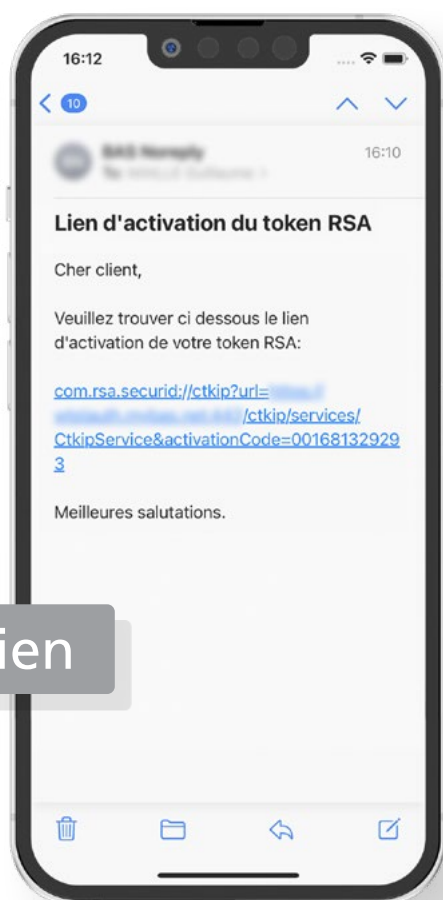 16:12
10
16:10
Lien d'activation du token RSA
Cher client,
Veuillez trouver ci dessous le lien
d'activation de votre token RSA:
com.rsa.securid://ctkip?url=
/ctkip/services/
CtkipService&activationCode=00168132929
3
Meilleures salutations.
ien